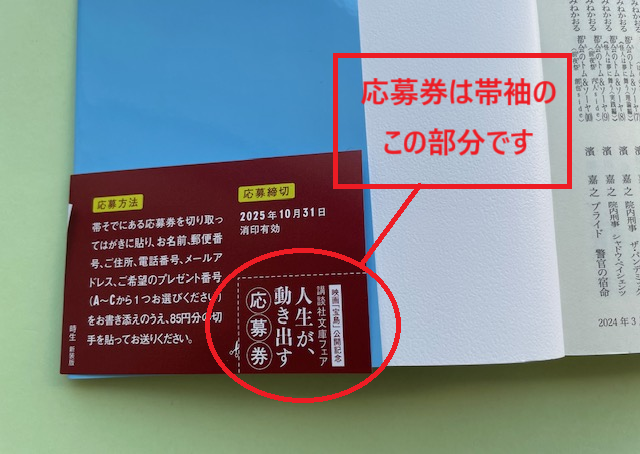 応募券は帯袖の
この部分です
応募方法
帯そでにある応募券を切り取っ
てはがきに貼り、お名前、郵便番
号、ご住所、電話番号、メールア
ドレス、ご希望のプレゼント番号
(A〜Cから1つお選びください)
をお書き添えのうえ、85円分の切
手を貼ってお送りください。
応募締切
2025年10月31日
消印有効
映画「宝島」公開記念
講談社文庫フェア
人生が、
動き出す
応募券
時生 新装版
濱 嘉之 院内刑事 ザ・パンデミック
濱 嘉之 院内刑事 シャドウ・ペイシェンツ
濱 嘉之 プライド 警官の宿命
2024年3